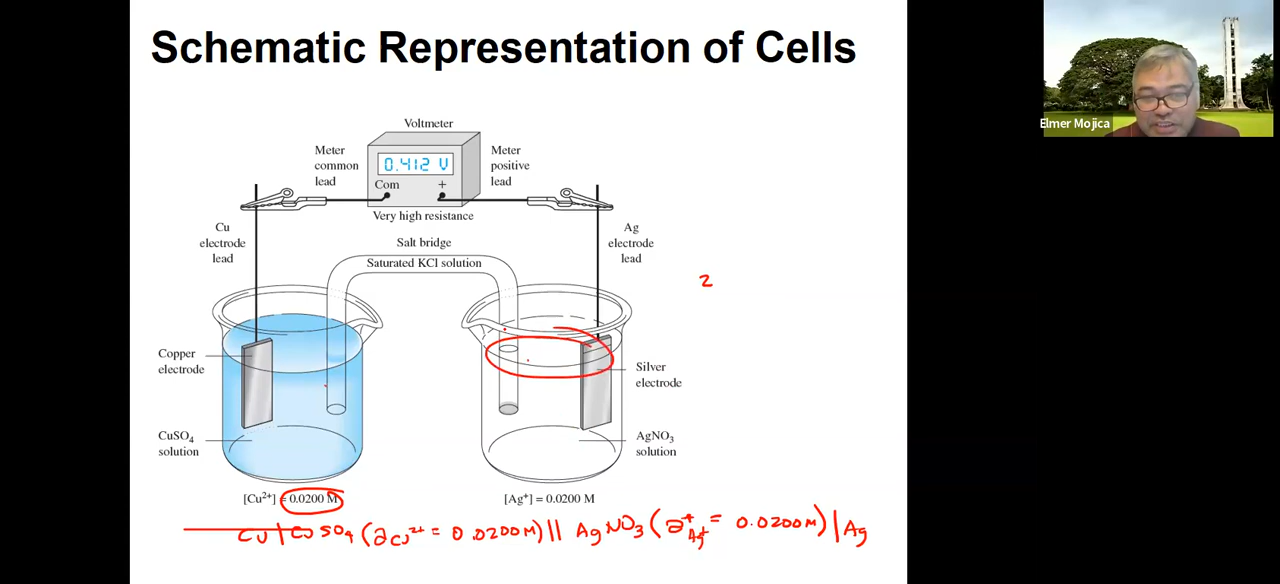 Schematic Representation of Cells
Elmer Mojica
Voltmeter
Meter
common
lead
0.412 V
Com +
Meter
positive
lead
Very high resistance
Cu
electrode
lead
Salt bridge
Saturated KCl solution
Ag
electrode
lead
2
Copper
electrode
Silver
electrode
CuSO₄
solution
AgNO₃
solution
[Cu²⁺] = 0.0200 M
[Ag⁺] = 0.0200 M
Cu | CuSO₄ (aCu²⁺ = 0.0200M) || AgNO₃ (a⁺Ag⁺ = 0.0200M) | Ag